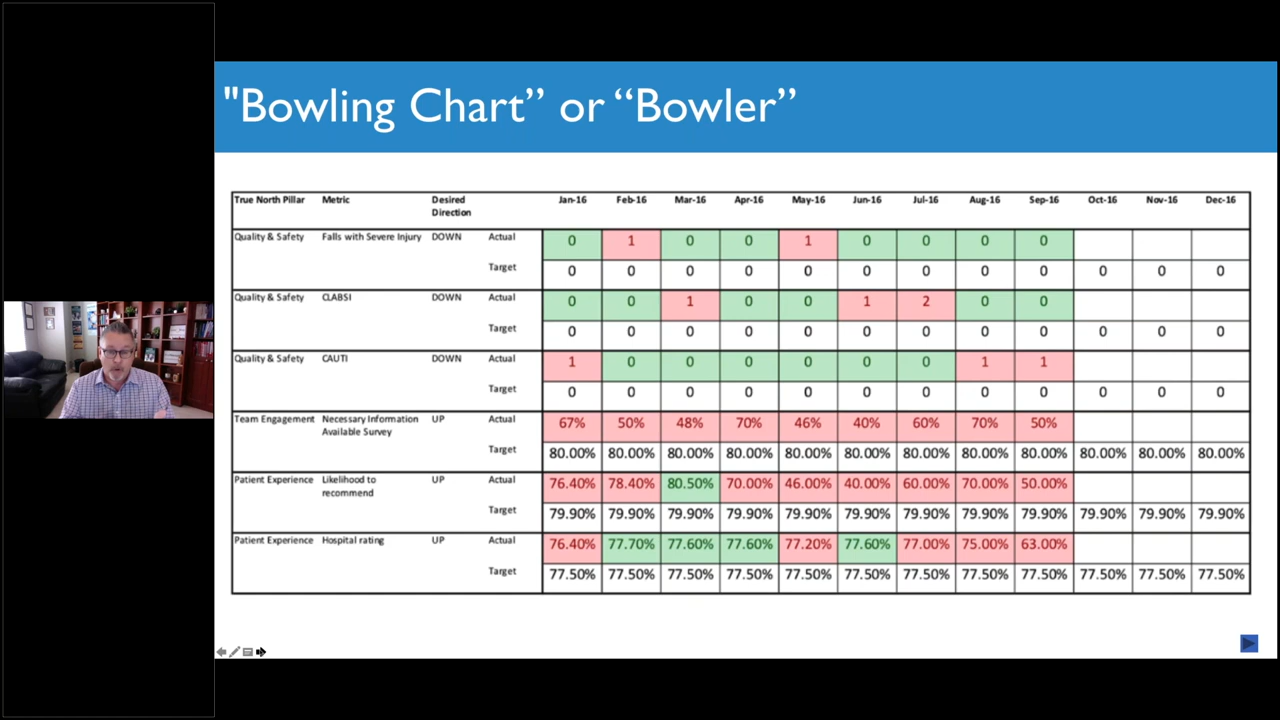 "Bowling Chart” or “Bowler”
True North Pillar Metric Desired Direction Jan-16 Feb-16 Mar-16 Apr-16 May-16 Jun-16 Jul-16 Aug-16 Sep-16 Oct-16 Nov-16 Dec-16
Quality & Safety Falls with Severe Injury DOWN Actual 0 1 0 0 1 0 0 0 0
Target 0 0 0 0 0 0 0 0 0 0 0 0
Quality & Safety CLABSI DOWN Actual 0 0 1 0 0 1 2 0 0
Target 0 0 0 0 0 0 0 0 0 0 0 0
Quality & Safety CAUTI DOWN Actual 1 0 0 0 0 0 0 1 1
Target 0 0 0 0 0 0 0 0 0 0 0 0
Team Engagement Necessary Information Available Survey UP Actual 67% 50% 48% 70% 46% 40% 60% 70% 50%
Target 80.00% 80.00% 80.00% 80.00% 80.00% 80.00% 80.00% 80.00% 80.00% 80.00% 80.00% 80.00%
Patient Experience Likelihood to recommend UP Actual 76.40% 78.40% 80.50% 70.00% 46.00% 40.00% 60.00% 70.00% 50.00%
Target 79.90% 79.90% 79.90% 79.90% 79.90% 79.90% 79.90% 79.90% 79.90% 79.90% 79.90% 79.90%
Patient Experience Hospital rating UP Actual 76.40% 77.70% 77.60% 77.60% 77.20% 77.60% 77.00% 75.00% 63.00%
Target 77.50% 77.50% 77.50% 77.50% 77.50% 77.50% 77.50% 77.50% 77.50% 77.50% 77.50% 77.50%